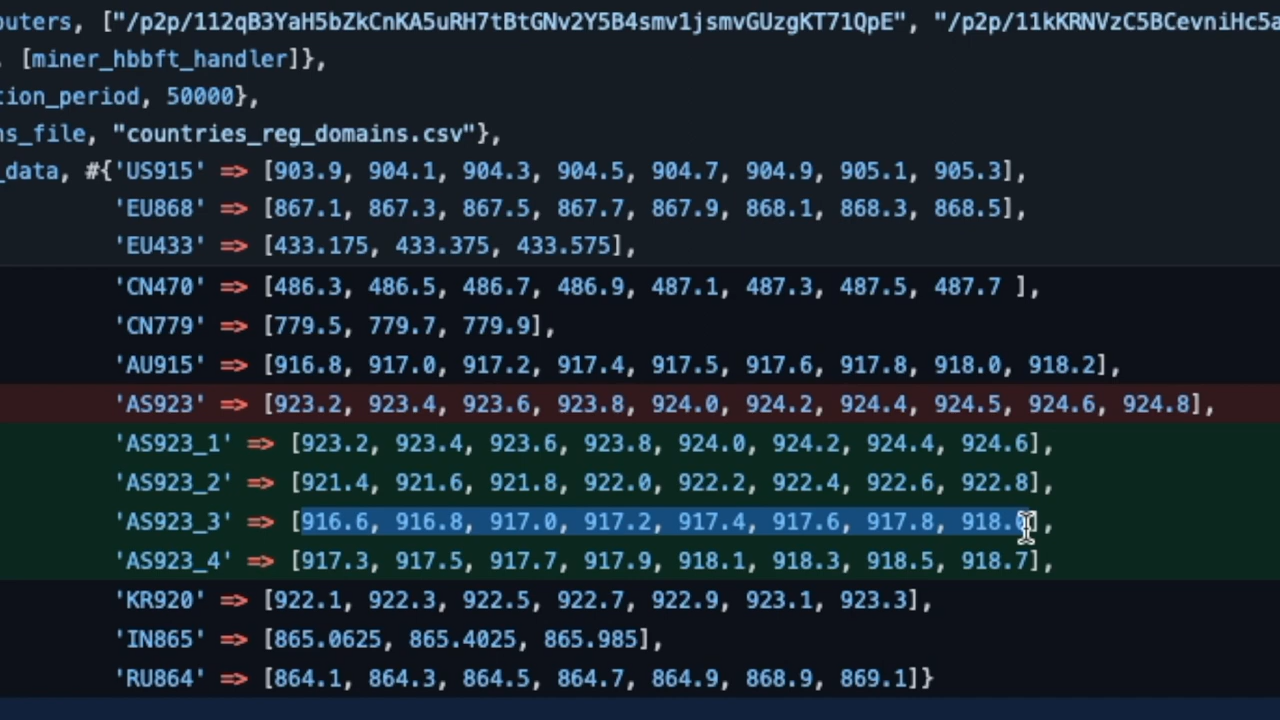 outers, ["/p2p/112qB3YaH5bZkCnKA5uRH7tBtGNv2Y5B4smv1jsmvGUzgKT71QpE", "/p2p/11kKRNVzC5BCevniHc5a
, [miner_hbbft_handler]},
tion_period, 50000},
ns_file, "countries_reg_domains.csv"},
_data, #{'US915' => [903.9, 904.1, 904.3, 904.5, 904.7, 904.9, 905.1, 905.3],
'EU868' => [867.1, 867.3, 867.5, 867.7, 867.9, 868.1, 868.3, 868.5],
'EU433' => [433.175, 433.375, 433.575],
'CN470' => [486.3, 486.5, 486.7, 486.9, 487.1, 487.3, 487.5, 487.7 ],
'CN779' => [779.5, 779.7, 779.9],
'AU915' => [916.8, 917.0, 917.2, 917.4, 917.5, 917.6, 917.8, 918.0, 918.2],
'AS923' => [923.2, 923.4, 923.6, 923.8, 924.0, 924.2, 924.4, 924.5, 924.6, 924.8],
'AS923_1' => [923.2, 923.4, 923.6, 923.8, 924.0, 924.2, 924.4, 924.6],
'AS923_2' => [921.4, 921.6, 921.8, 922.0, 922.2, 922.4, 922.6, 922.8],
'AS923_3' => [916.6, 916.8, 917.0, 917.2, 917.4, 917.6, 917.8, 918.0],
'AS923_4' => [917.3, 917.5, 917.7, 917.9, 918.1, 918.3, 918.5, 918.7],
'KR920' => [922.1, 922.3, 922.5, 922.7, 922.9, 923.1, 923.3],
'IN865' => [865.0625, 865.4025, 865.985],
'RU864' => [864.1, 864.3, 864.5, 864.7, 864.9, 868.9, 869.1]}